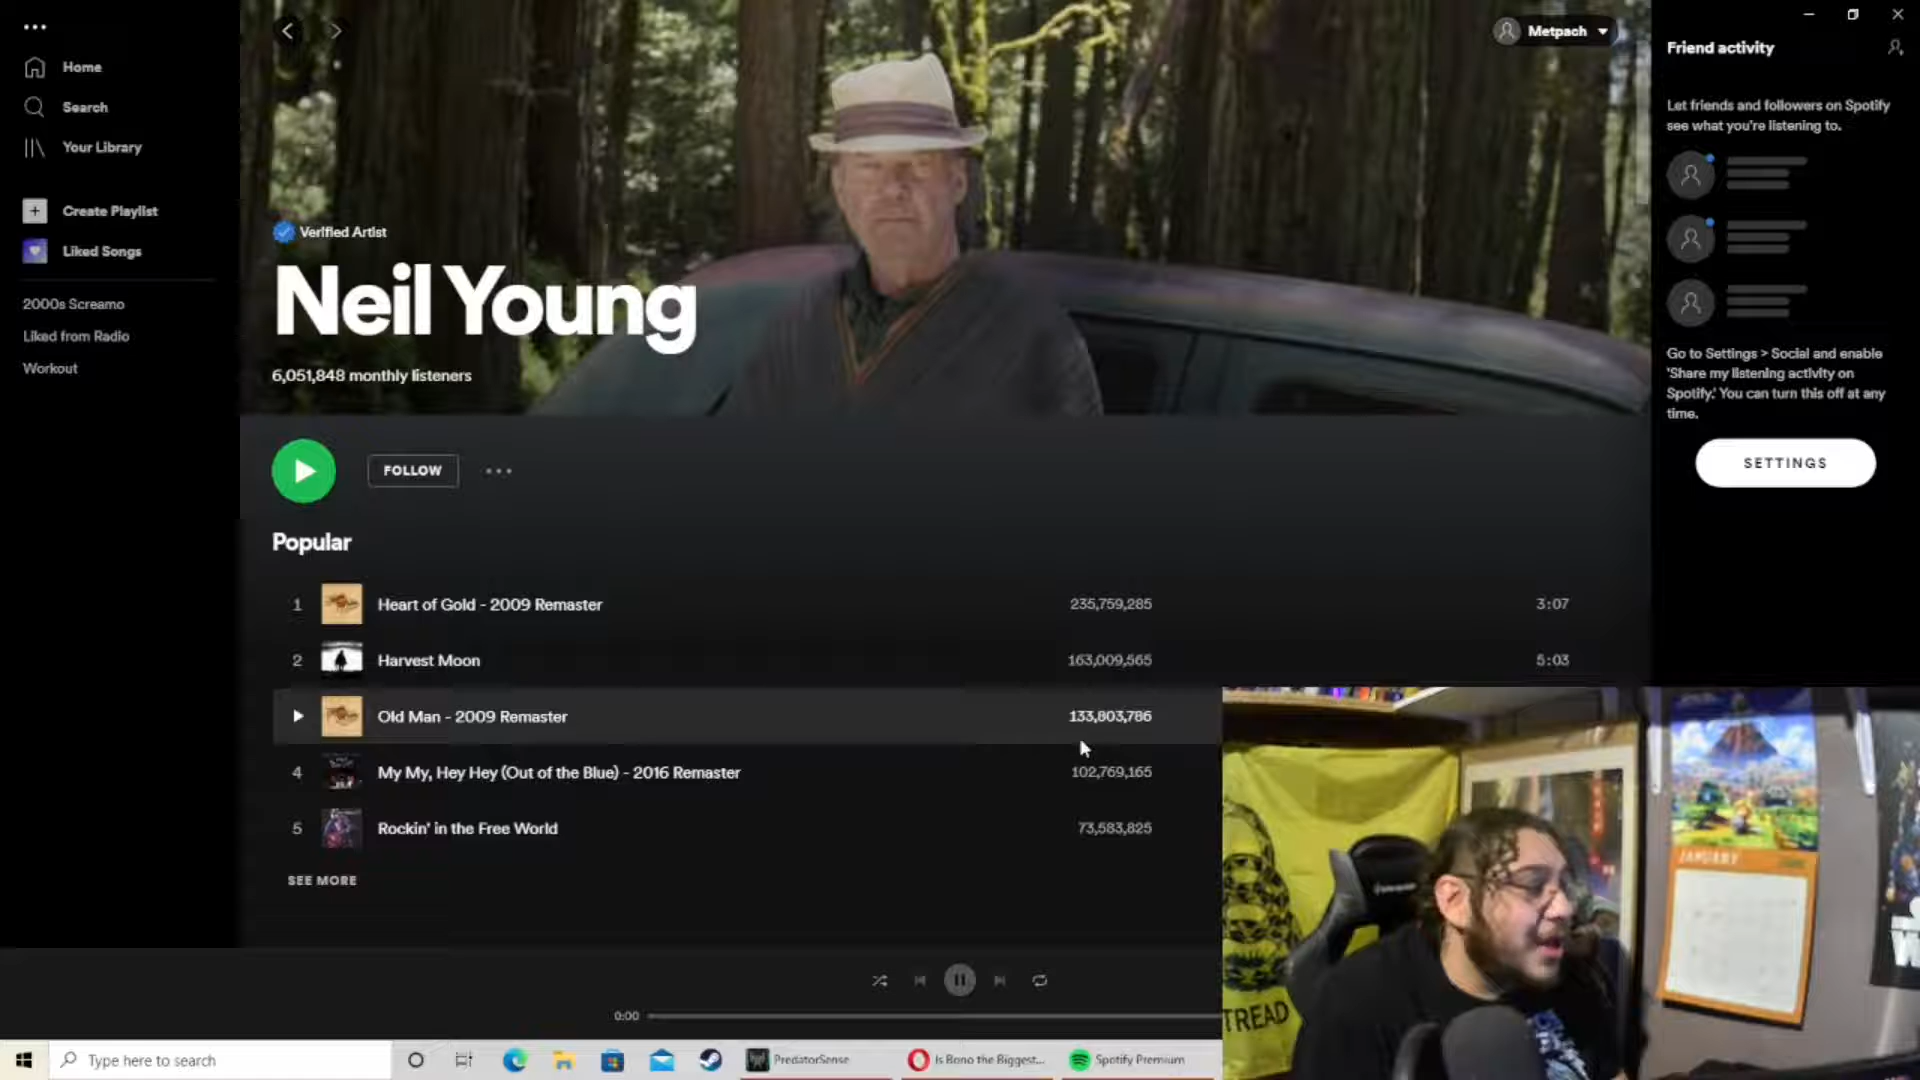 Home
Search
Your Library
Create Playlist
Liked Songs
2000s Screamo
Liked from Radio
Workout
Metpach
Verified Artist
Neil Young
6,051,848 monthly listeners
FOLLOW
Popular
1 Heart of Gold - 2009 Remaster 235,759,285 3:07
2 Harvest Moon 163,009,565 5:03
Old Man - 2009 Remaster 133,803,786
4 My My, Hey Hey (Out of the Blue) - 2016 Remaster 102,769,165
5 Rockin' in the Free World 73,583,825
SEE MORE
Friend activity
Let friends and followers on Spotify
see what you're listening to.
Go to Settings > Social and enable
'Share my listening activity on
Spotify.' You can turn this off at any
time.
SETTINGS
JANUARY
TREAD
0:00
Type here to search
PredatorSense
Is Bono the Biggest...
Spotify Premium